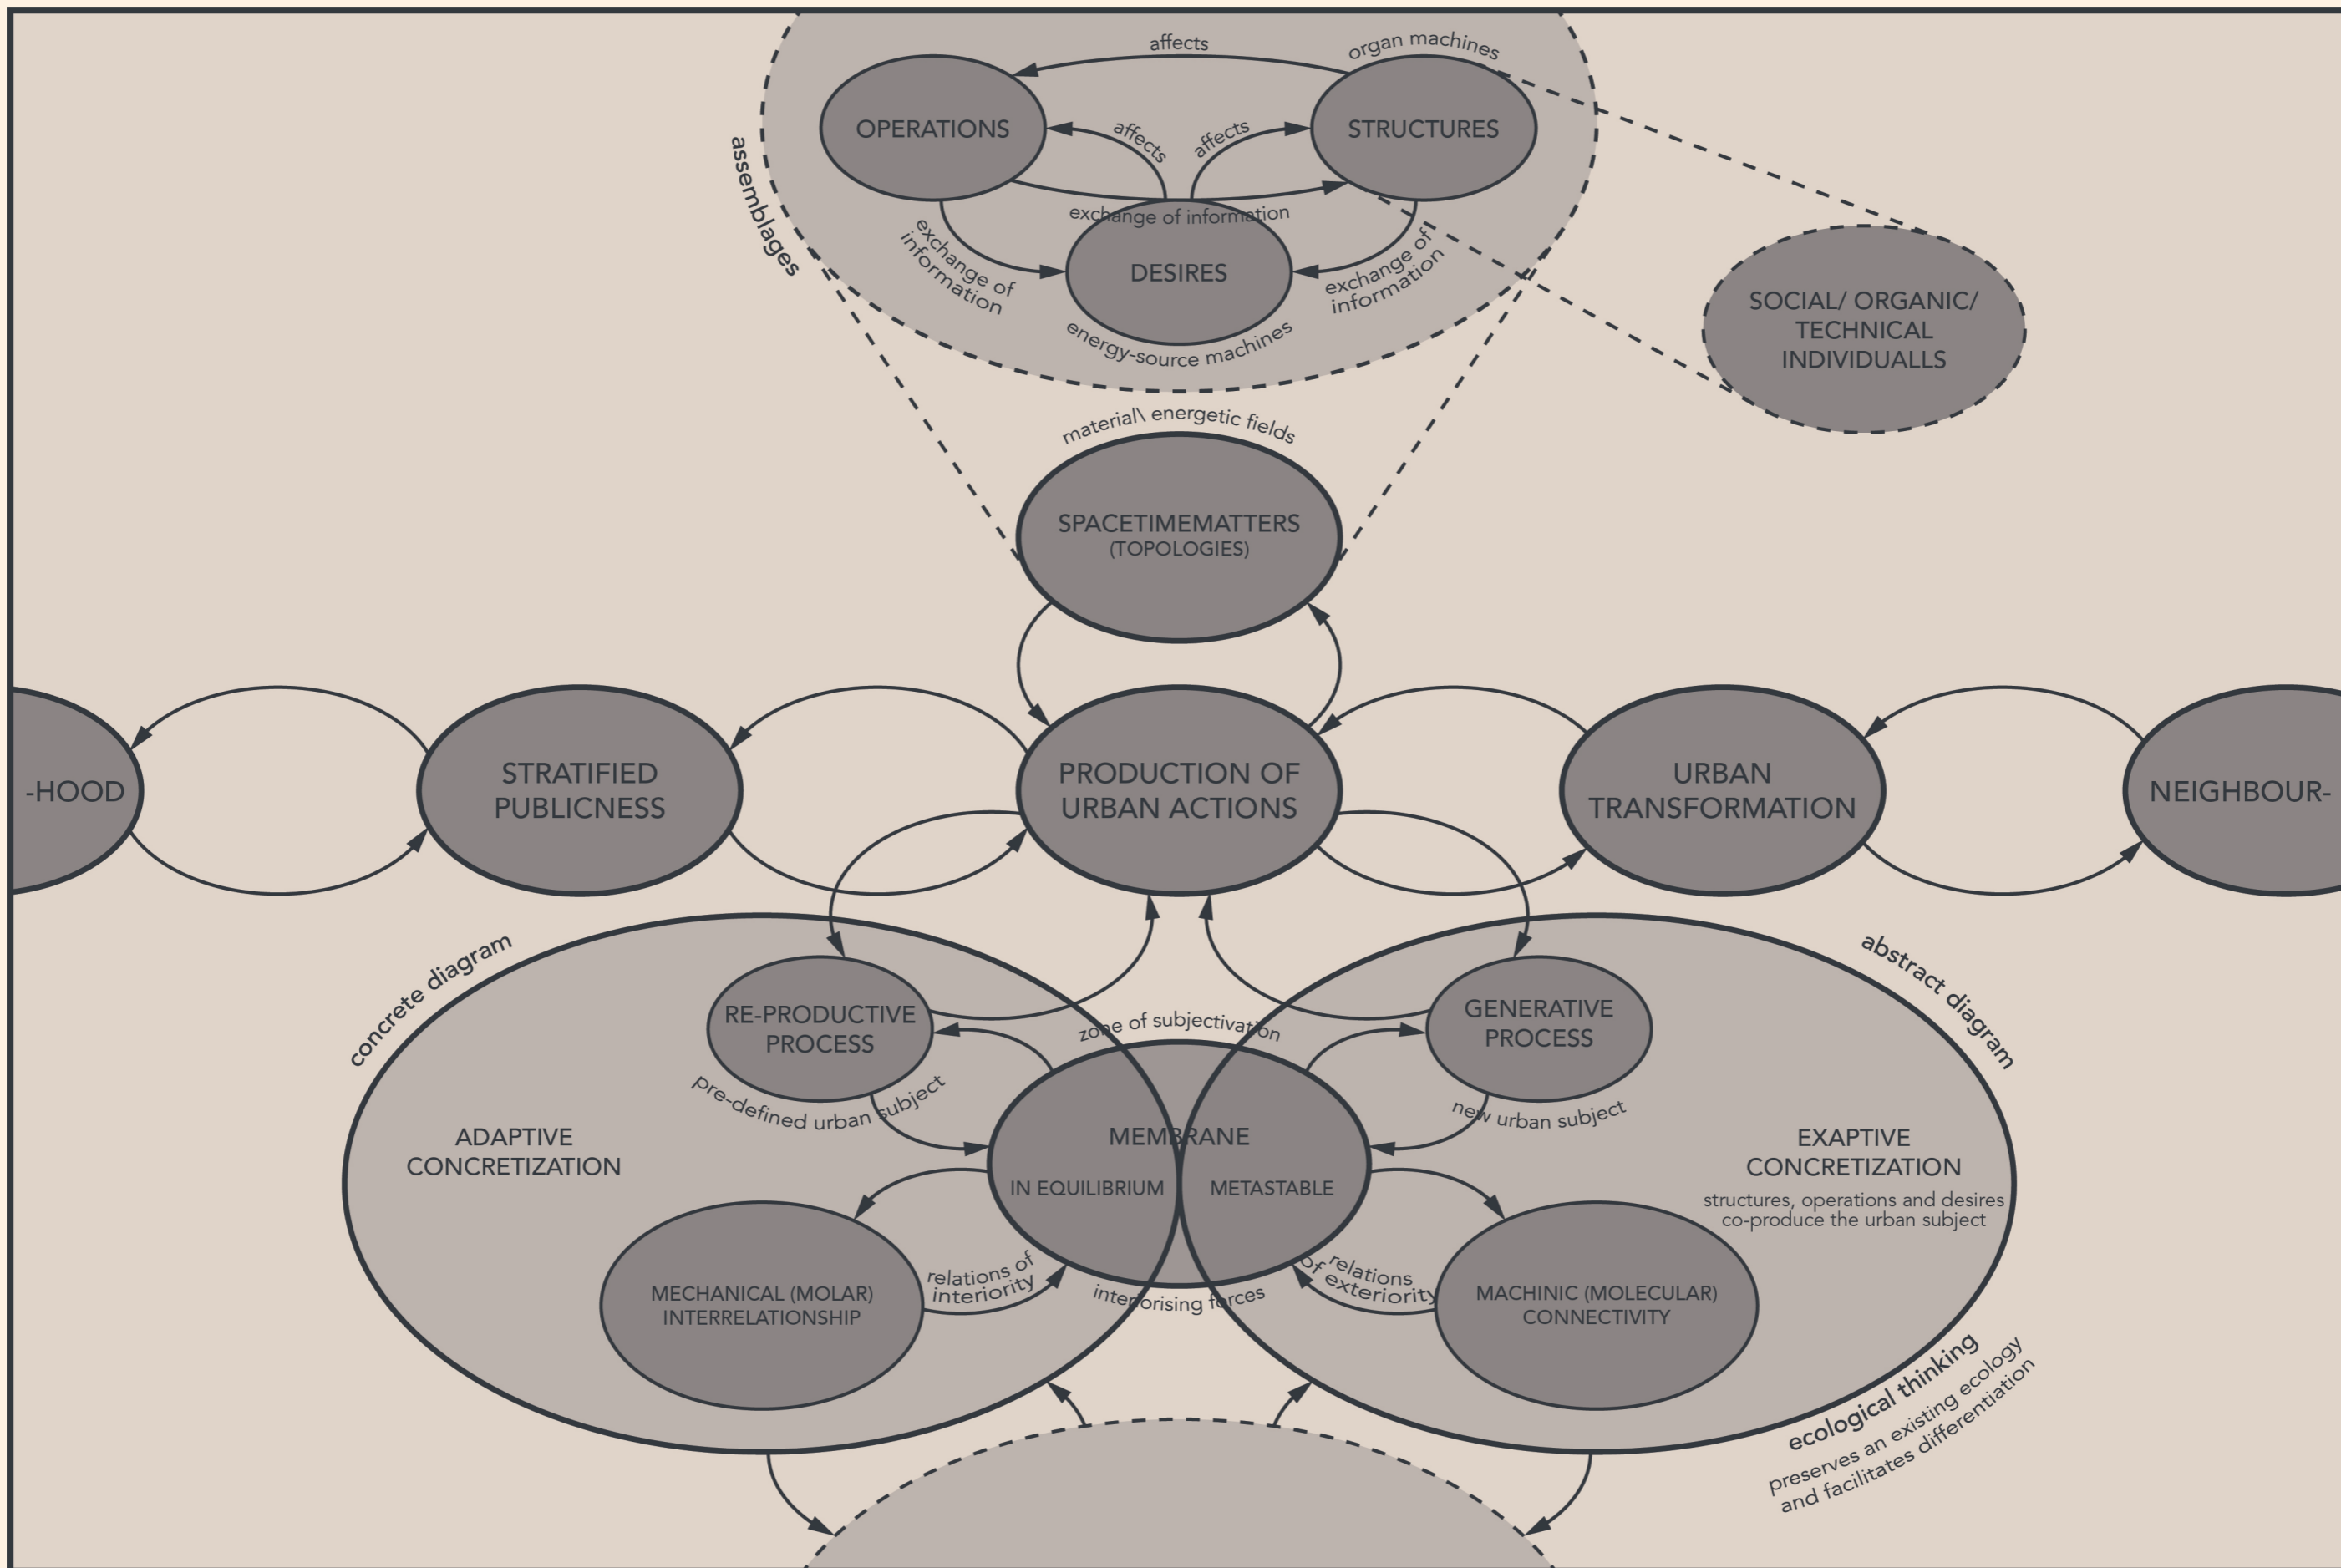 affects
organ machines
OPERATIONS
affects
affects
STRUCTURES
assemblages
exchange of information
exchange of
information
DESIRES
exchange of
information
energy-source machines
SOCIAL/ ORGANIC/
TECHNICAL
INDIVIDUALLS
material\ energetic fields
SPACETIMEMATTERS
(TOPOLOGIES)
-HOOD
STRATIFIED
PUBLICNESS
PRODUCTION OF
URBAN ACTIONS
URBAN
TRANSFORMATION
NEIGHBOUR-
concrete diagram
abstract diagram
RE-PRODUCTIVE
PROCESS
zone of subjectivation
GENERATIVE
PROCESS
pre-defined urban subject
new urban subject
ADAPTIVE
CONCRETIZATION
MEMBRANE
IN EQUILIBRIUM
METASTABLE
EXAPTIVE
CONCRETIZATION
structures, operations and desires
co-produce the urban subject
MECHANICAL (MOLAR)
INTERRELATIONSHIP
relations of
interiority
interiorising forces
relations
of exteriority
MACHINIC (MOLECULAR)
CONNECTIVITY
ecological thinking
preserves an existing ecology
and facilitates differentiation